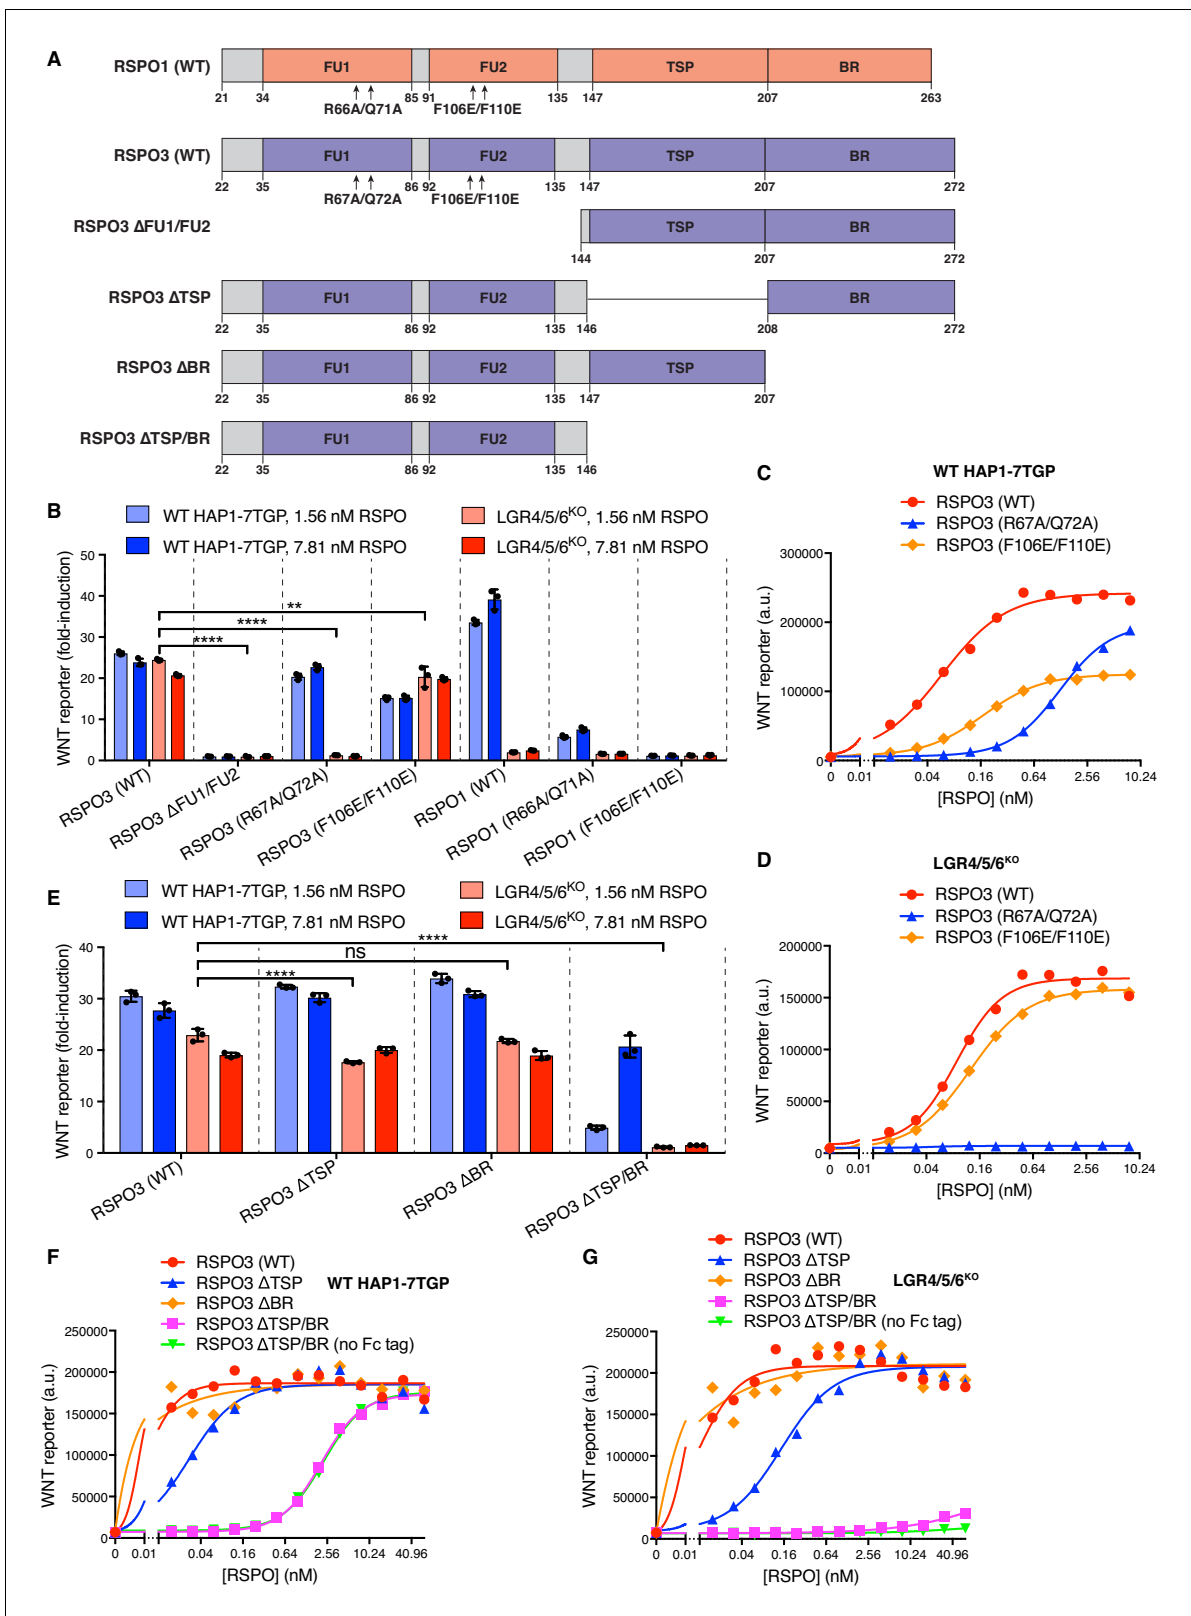 A
RSPO1 (WT)
FU1 FU2 TSP BR
21 34 85 91 135 147 207 263
R66A/Q71A F106E/F110E
RSPO3 (WT)
FU1 FU2 TSP BR
22 35 86 92 135 147 207 272
R67A/Q72A F106E/F110E
RSPO3 ΔFU1/FU2
TSP BR
144 207 272
RSPO3 ΔTSP
FU1 FU2 BR
22 35 86 92 135 146 208 272
RSPO3 ΔBR
FU1 FU2 TSP
22 35 86 92 135 147 207
RSPO3 ΔTSP/BR
FU1 FU2
22 35 86 92 135 146
B
WT HAP1-7TGP, 1.56 nM RSPO
LGR4/5/6KO, 1.56 nM RSPO
WT HAP1-7TGP, 7.81 nM RSPO
LGR4/5/6KO, 7.81 nM RSPO
WNT reporter (fold-induction)
50
40
30
20
10
0
**
****
****
RSPO3 (WT)
RSPO3 ΔFU1/FU2
RSPO3 (R67A/Q72A)
RSPO3 (F106E/F110E)
RSPO1 (WT)
RSPO1 (R66A/Q71A)
RSPO1 (F106E/F110E)
C
WT HAP1-7TGP
RSPO3 (WT)
RSPO3 (R67A/Q72A)
RSPO3 (F106E/F110E)
WNT reporter (a.u.)
300000
200000
100000
0
0 0.01 0.04 0.16 0.64 2.56 10.24
[RSPO] (nM)
D
LGR4/5/6KO
RSPO3 (WT)
RSPO3 (R67A/Q72A)
RSPO3 (F106E/F110E)
WNT reporter (a.u.)
200000
150000
100000
50000
0
0 0.01 0.04 0.16 0.64 2.56 10.24
[RSPO] (nM)
E
WT HAP1-7TGP, 1.56 nM RSPO
LGR4/5/6KO, 1.56 nM RSPO
WT HAP1-7TGP, 7.81 nM RSPO
LGR4/5/6KO, 7.81 nM RSPO
WNT reporter (fold-induction)
40
30
20
10
0
****
ns
****
RSPO3 (WT)
RSPO3 ΔTSP
RSPO3 ΔBR
RSPO3 ΔTSP/BR
F
RSPO3 (WT)
RSPO3 ΔTSP
RSPO3 ΔBR
RSPO3 ΔTSP/BR
RSPO3 ΔTSP/BR (no Fc tag)
WT HAP1-7TGP
WNT reporter (a.u.)
250000
200000
150000
100000
50000
0
0 0.01 0.04 0.16 0.64 2.56 10.24 40.96
[RSPO] (nM)
G
RSPO3 (WT)
RSPO3 ΔTSP
RSPO3 ΔBR
RSPO3 ΔTSP/BR
RSPO3 ΔTSP/BR (no Fc tag)
LGR4/5/6KO
WNT reporter (a.u.)
250000
200000
150000
100000
50000
0
0 0.01 0.04 0.16 0.64 2.56 10.24 40.96
[RSPO] (nM)